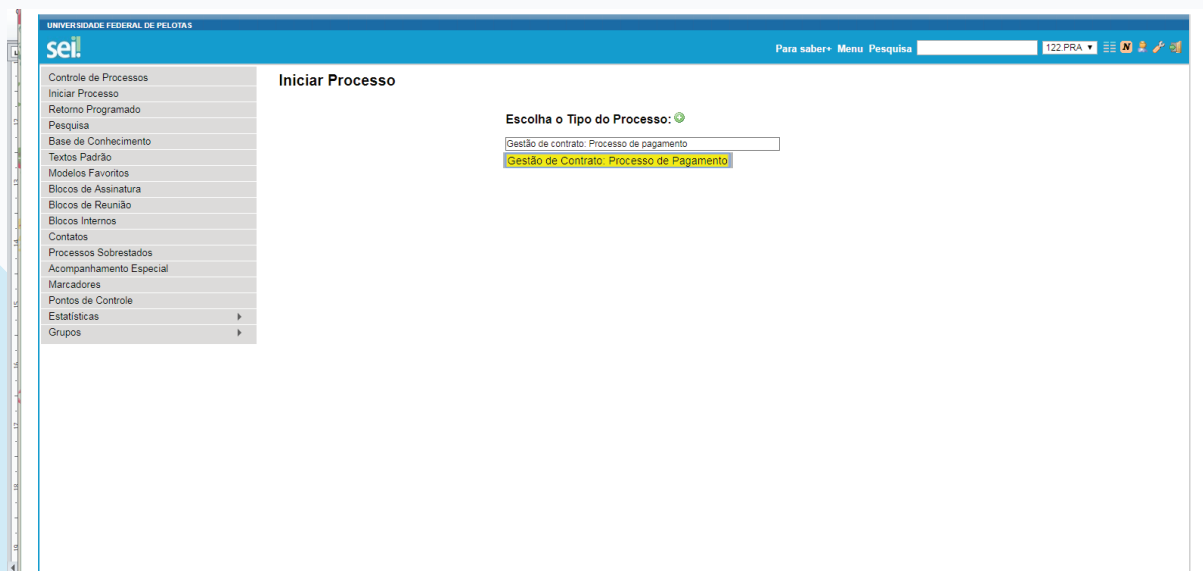 UNIVERSIDADE FEDERAL DE PELOTAS
sei!
Para saber+ Menu Pesquisa
122.PRA
N
Controle de Processos
Iniciar Processo
Retorno Programado
Pesquisa
Base de Conhecimento
Textos Padrão
Modelos Favoritos
Blocos de Assinatura
Blocos de Reunião
Blocos Internos
Contatos
Processos Sobrestados
Acompanhamento Especial
Marcadores
Pontos de Controle
Estatísticas
Grupos
Iniciar Processo
Escolha o Tipo do Processo:
Gestão de contrato: Processo de pagamento
Gestão de Contrato: Processo de Pagamento